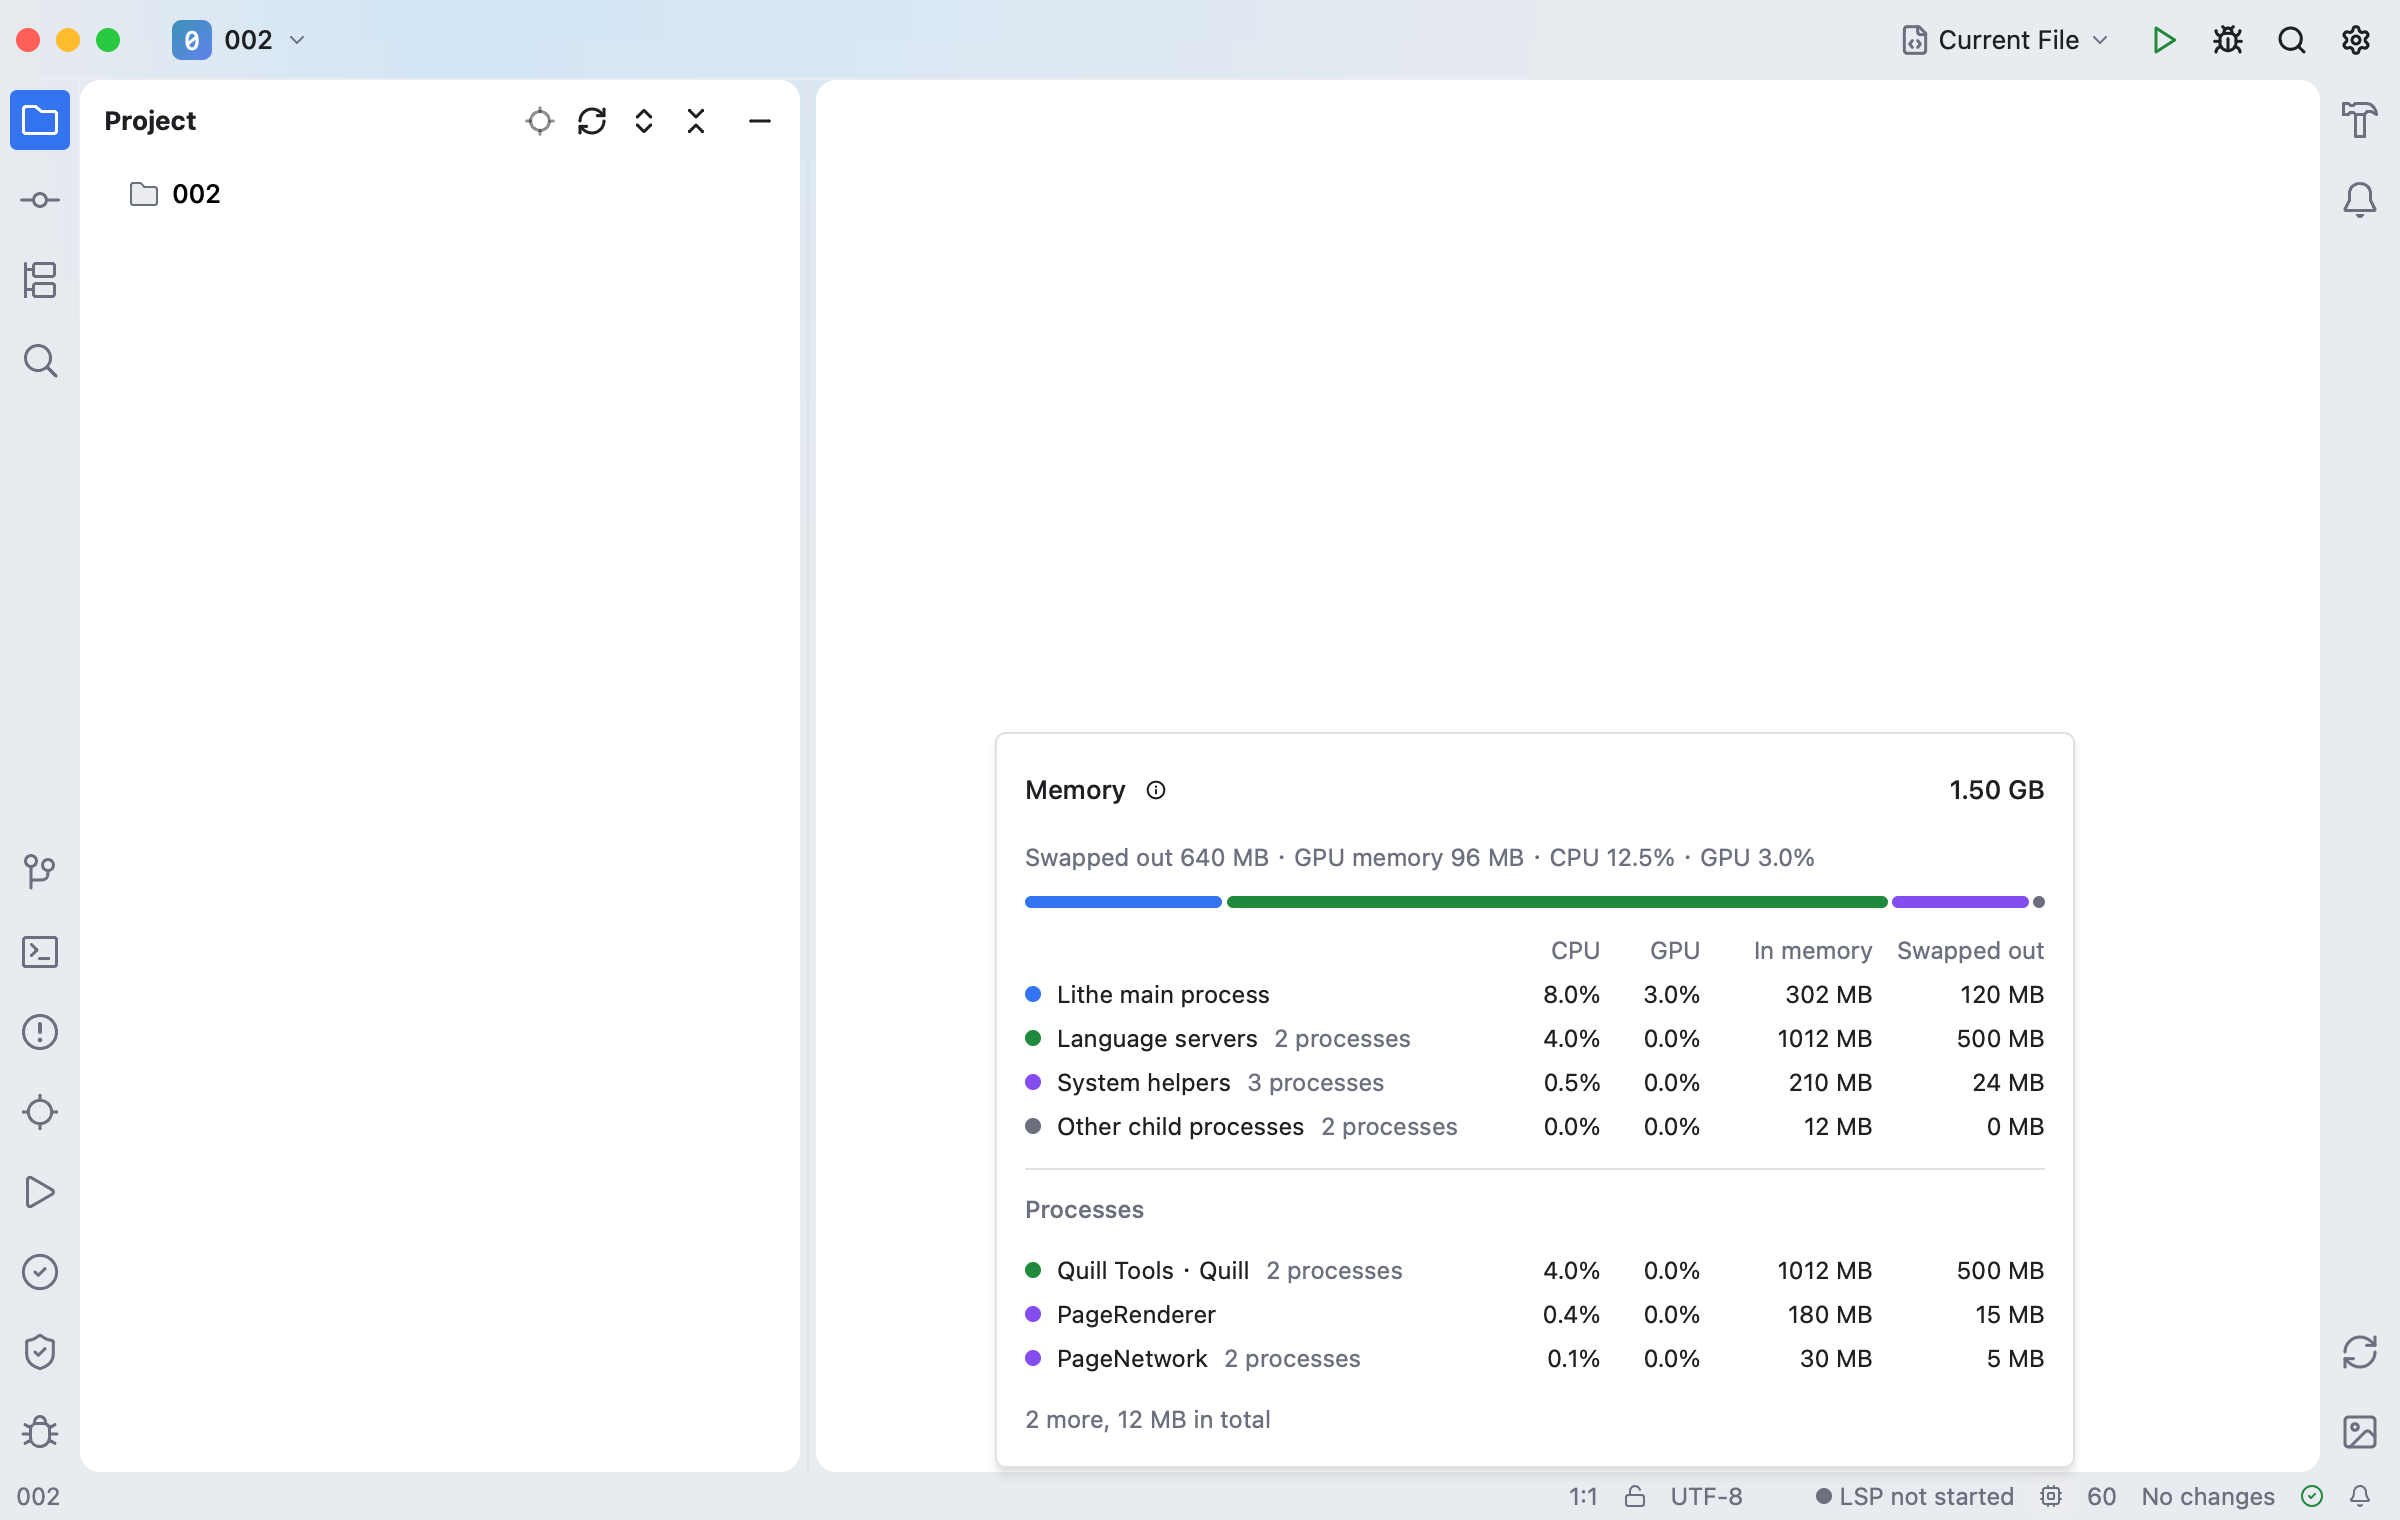 0 002
Current File
Project
002
Memory 1.50 GB
Swapped out 640 MB · GPU memory 96 MB · CPU 12.5% · GPU 3.0%
CPU GPU In memory Swapped out
Lithe main process 8.0% 3.0% 302 MB 120 MB
Language servers 2 processes 4.0% 0.0% 1012 MB 500 MB
System helpers 3 processes 0.5% 0.0% 210 MB 24 MB
Other child processes 2 processes 0.0% 0.0% 12 MB 0 MB
Processes
Quill Tools · Quill 2 processes 4.0% 0.0% 1012 MB 500 MB
PageRenderer 0.4% 0.0% 180 MB 15 MB
PageNetwork 2 processes 0.1% 0.0% 30 MB 5 MB
2 more, 12 MB in total
002 1:1 UTF-8 LSP not started 60 No changes